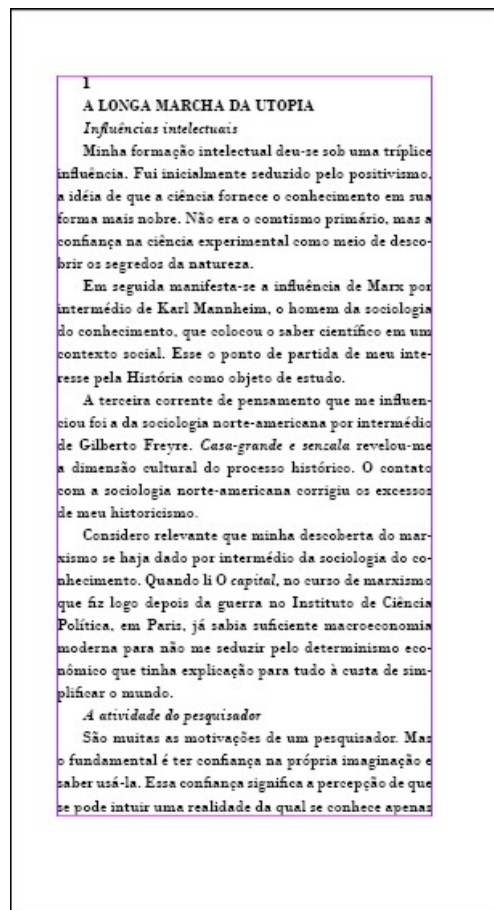 1
A LONGA MARCHA DA UTOPIA
Influências intelectuais
Minha formação intelectual deu-se sob uma tríplice
influência. Fui inicialmente seduzido pelo positivismo,
a idéia de que a ciência fornece o conhecimento em sua
forma mais nobre. Não era o comtismo primário, mas a
confiança na ciência experimental como meio de desco-
brir os segredos da natureza.
Em seguida manifesta-se a influência de Marx por
intermédio de Karl Mannheim, o homem da sociologia
do conhecimento, que colocou o saber científico em um
contexto social. Esse o ponto de partida de meu inte-
resse pela História como objeto de estudo.
A terceira corrente de pensamento que me influen-
ciou foi a da sociologia norte-americana por intermédio
de Gilberto Freyre. Casa-grande e senzala revelou-me
a dimensão cultural do processo histórico. O contato
com a sociologia norte-americana corrigiu os excessos
de meu historicismo.
Considero relevante que minha descoberta do mar-
xismo se haja dado por intermédio da sociologia do co-
nhecimento. Quando li O capital, no curso de marxismo
que fiz logo depois da guerra no Instituto de Ciência
Política, em Paris, já sabia suficiente macroeconomia
moderna para não me seduzir pelo determinismo eco-
nômico que tinha explicação para tudo à custa de sim-
plificar o mundo.
A atividade do pesquisador
São muitas as motivações de um pesquisador. Mas
o fundamental é ter confiança na própria imaginação e
saber usá-la. Essa confiança significa a percepção de que
se pode intuir uma realidade da qual se conhece apenas